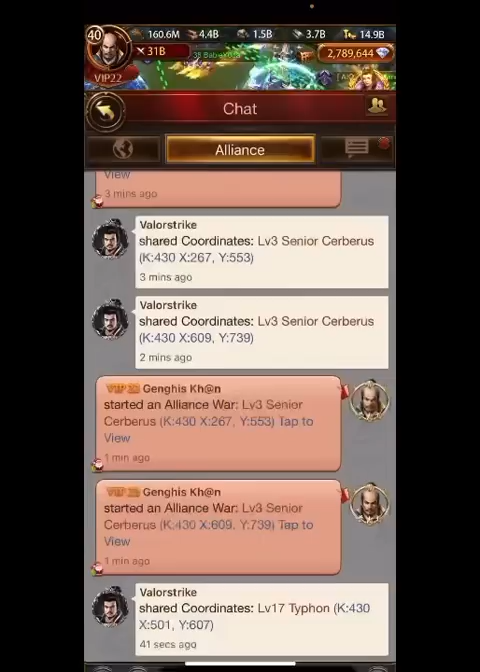 40
160.6M
4.4B
1.5B
3.7B
14.9B
31B
2,789,644
VIP22
Chat
Alliance
View
3 mins ago
Valorstrike
shared Coordinates: Lv3 Senior Cerberus
(K:430 X:267, Y:553)
3 mins ago
Valorstrike
shared Coordinates: Lv3 Senior Cerberus
(K:430 X:609, Y:739)
2 mins ago
VIP 22 Genghis Kh@n
started an Alliance War: Lv3 Senior
Cerberus (K:430 X:267, Y:553) Tap to
View
1 min ago
VIP 22 Genghis Kh@n
started an Alliance War: Lv3 Senior
Cerberus (K:430 X:609, Y:739) Tap to
View
1 min ago
Valorstrike
shared Coordinates: Lv17 Typhon (K:430
X:501, Y:607)
41 secs ago